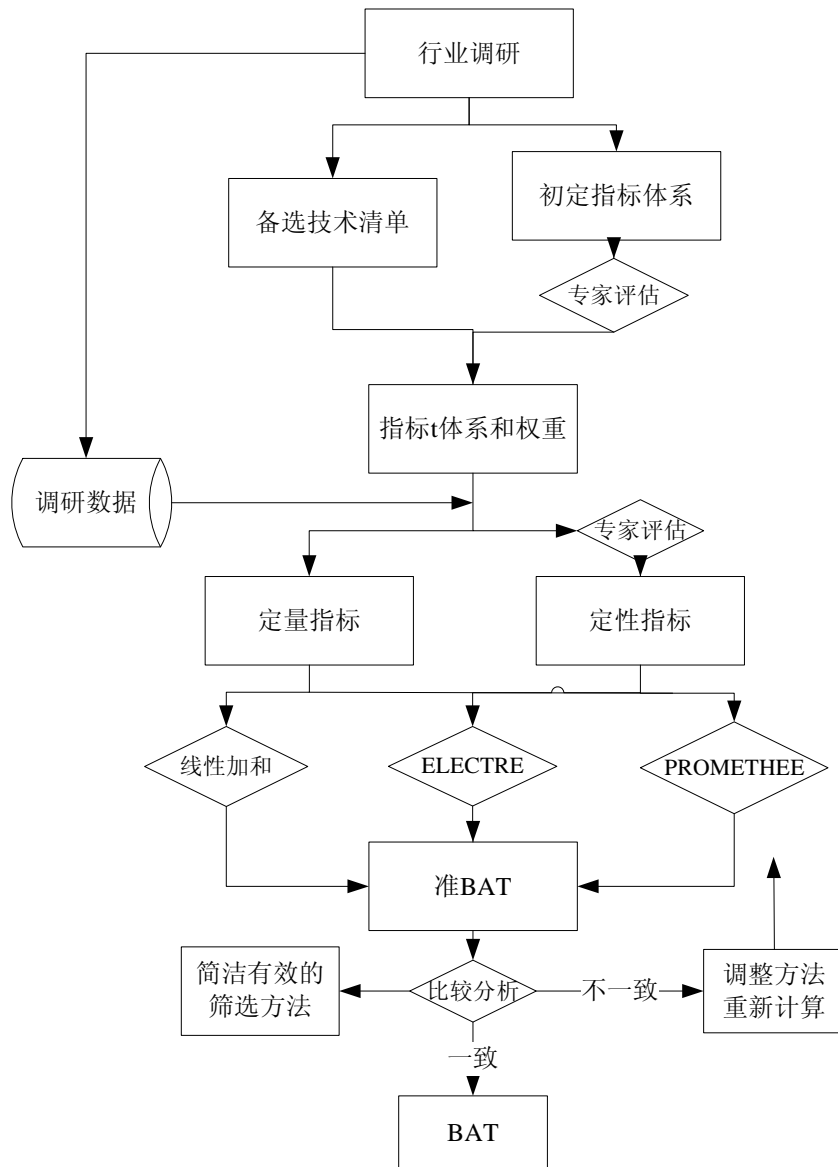 行业调研
初定指标体系
备选技术清单
专家评估
指标t体系和权重
调研数据
专家评估
定量指标
定性指标
线性加和
ELECTRE
PROMETHEE
准BAT
简洁有效的
筛选方法
比较分析
不一致
调整方法
重新计算
一致
BAT